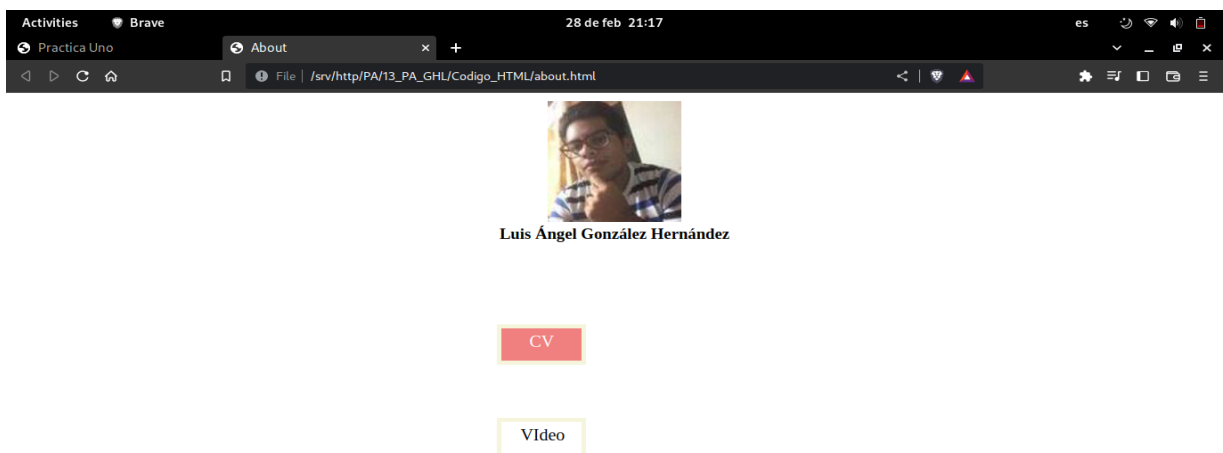 Activities Brave 28 de feb 21:17 es
Practica Uno About
File /srv/http/PA/13_PA_GHL/Codigo_HTML/about.html
Luis Ángel González Hernández
CV
VIdeo